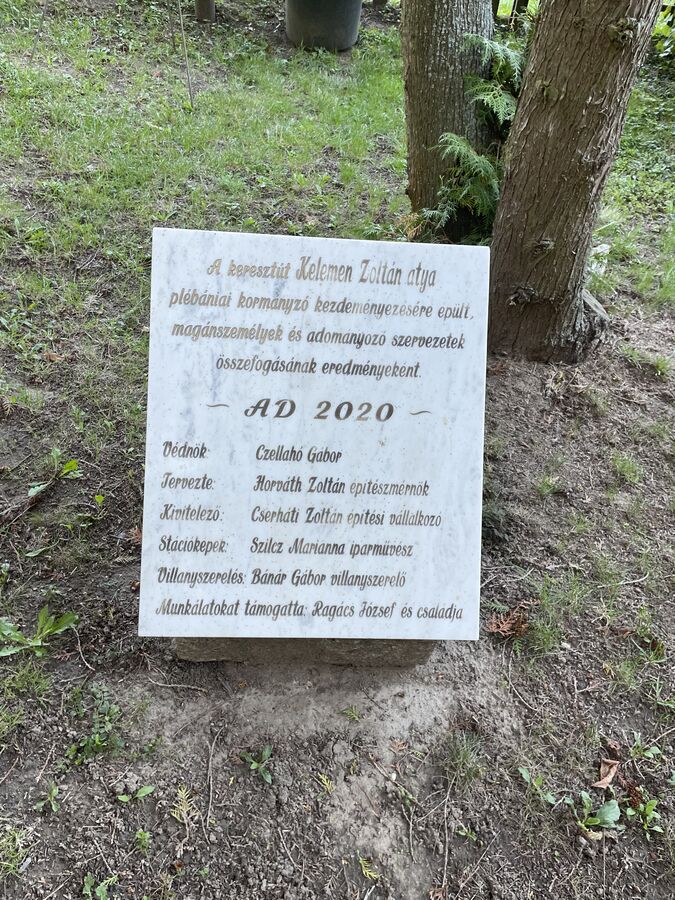 A keresztút Kelemen Zoltán atya
plébániai kormányzó kezdeményezésére épült,
magánszemélyek és adományozó szervezetek
összefogásának eredményeként.
~ AD 2020 ~
Védnök: Czellahó Gábor
Tervezte: Horváth Zoltán építészmérnök
Kivitelező: Cserháti Zoltán építési vállalkozó
Stációképek: Szilcz Marianna iparművész
Villanyszerelés: Bánár Gábor villanyszerelő
Munkálatokat támogatta: Ragács József és családja